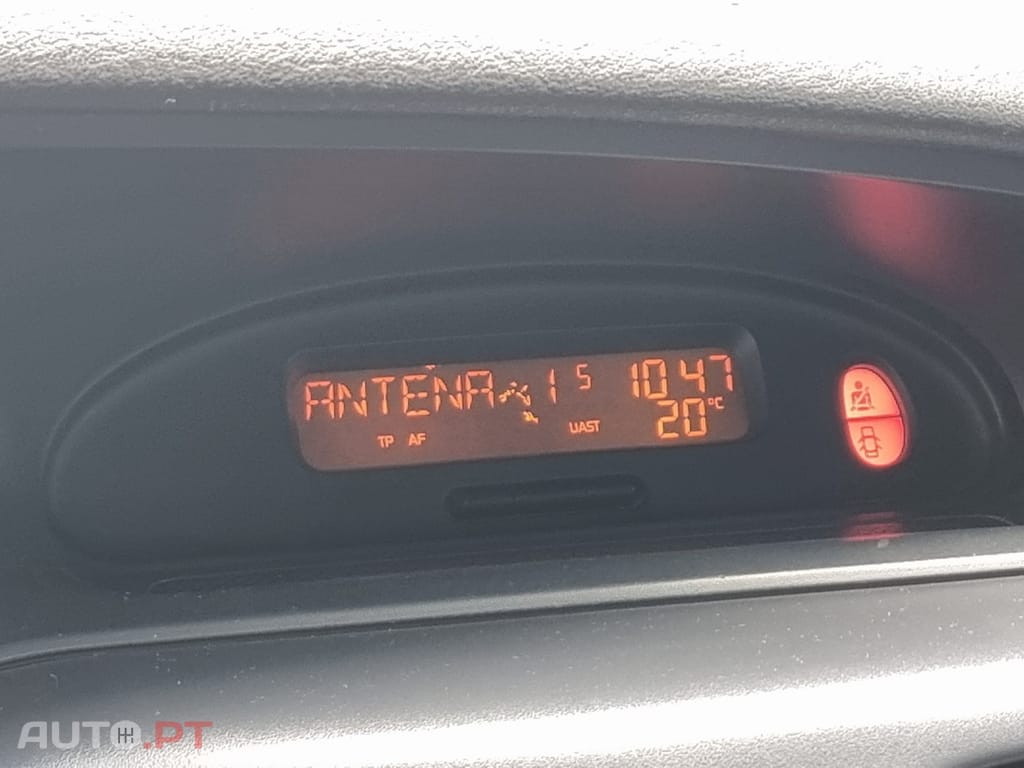 ANTENA 1 5 10 47
TP AF UAST 20 °C
AUTO.PT